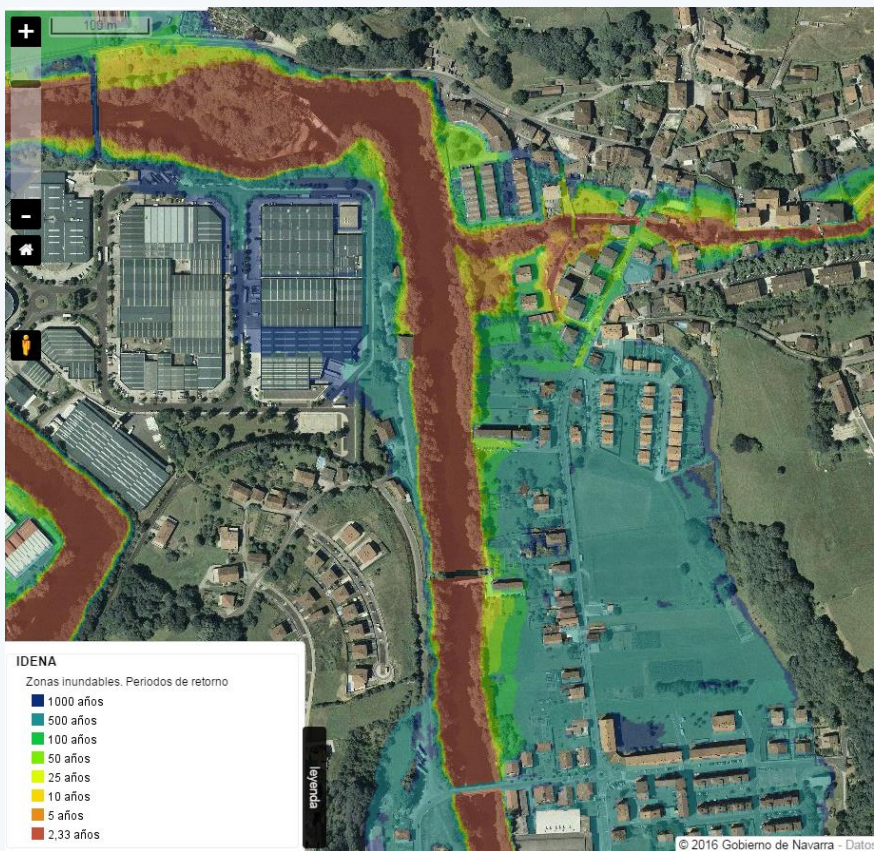 +
100 m
-
IDENA
Zonas inundables. Periodos de retorno
1000 años
500 años
100 años
50 años
25 años
10 años
5 años
2,33 años
leyenda
© 2016 Gobierno de Navarra - Datos